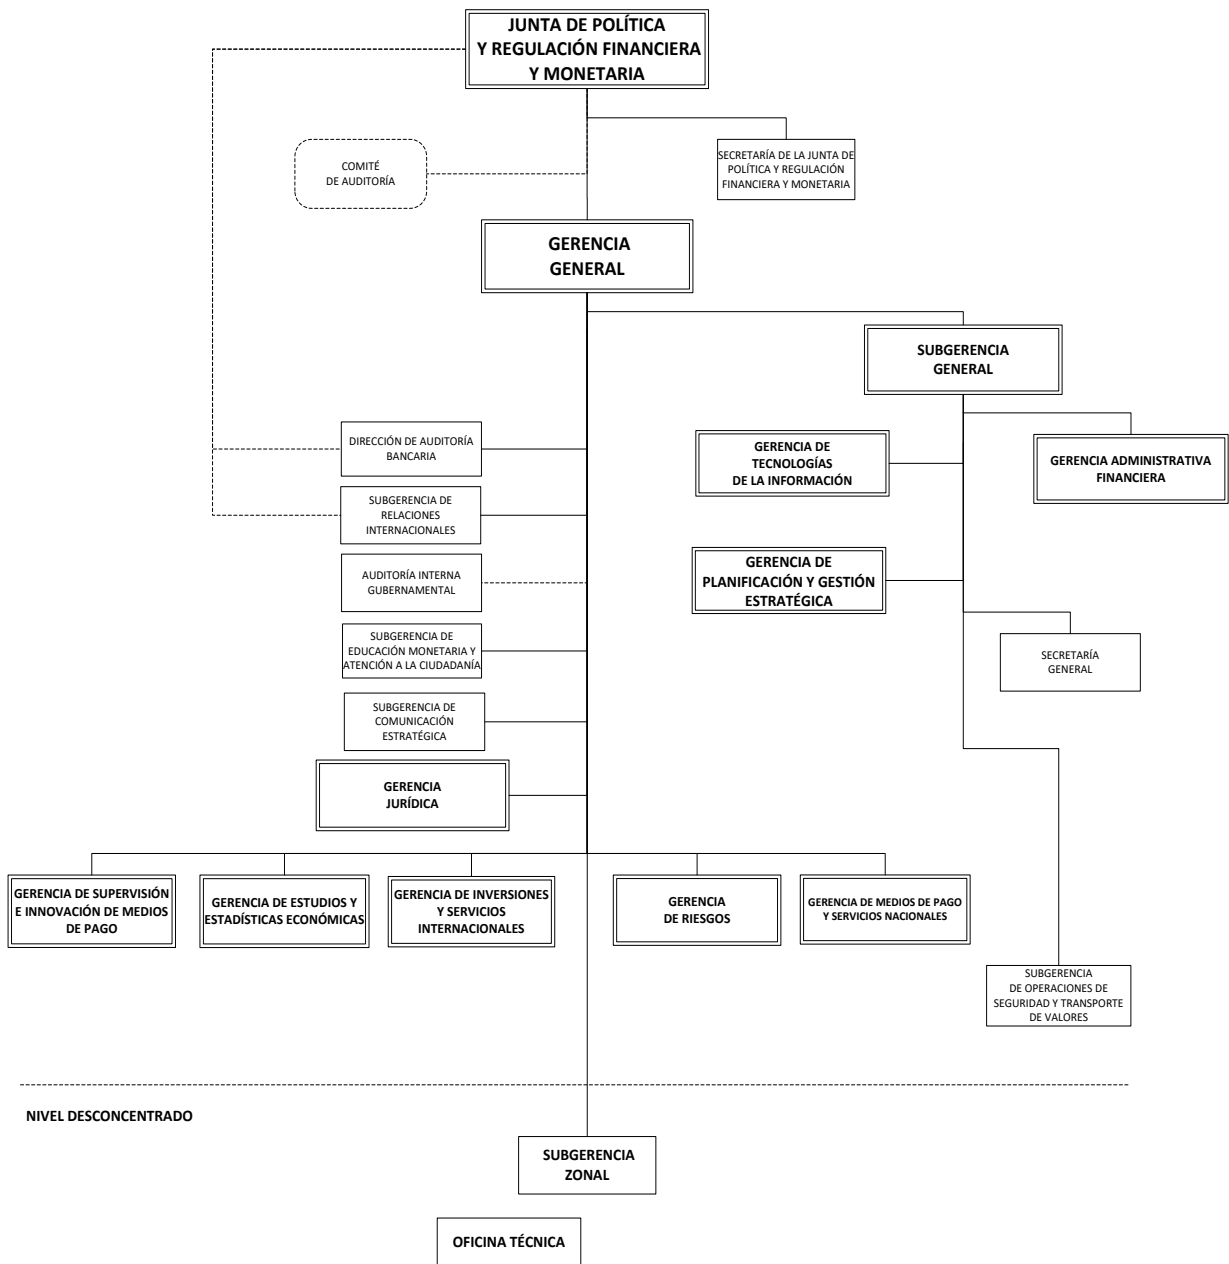 JUNTA DE POLÍTICA
Y REGULACIÓN FINANCIERA
Y MONETARIA
COMITÉ
DE AUDITORÍA
SECRETARÍA DE LA JUNTA DE
POLÍTICA Y REGULACIÓN
FINANCIERA Y MONETARIA
GERENCIA
GENERAL
SUBGERENCIA
GENERAL
DIRECCIÓN DE AUDITORÍA
BANCARIA
GERENCIA DE
TECNOLOGÍAS
DE LA INFORMACIÓN
GERENCIA ADMINISTRATIVA
FINANCIERA
SUBGERENCIA DE
RELACIONES
INTERNACIONALES
AUDITORÍA INTERNA
GUBERNAMENTAL
GERENCIA DE
PLANIFICACIÓN Y GESTIÓN
ESTRATÉGICA
SUBGERENCIA DE
EDUCACIÓN MONETARIA Y
ATENCIÓN A LA CIUDADANÍA
SECRETARÍA
GENERAL
SUBGERENCIA DE
COMUNICACIÓN
ESTRATÉGICA
GERENCIA
JURÍDICA
GERENCIA DE SUPERVISIÓN
E INNOVACIÓN DE MEDIOS
DE PAGO
GERENCIA DE ESTUDIOS Y
ESTADÍSTICAS ECONÓMICAS
GERENCIA DE INVERSIONES
Y SERVICIOS
INTERNACIONALES
GERENCIA
DE RIESGOS
GERENCIA DE MEDIOS DE PAGO
Y SERVICIOS NACIONALES
SUBGERENCIA
DE OPERACIONES DE
SEGURIDAD Y TRANSPORTE
DE VALORES
NIVEL DESCONCENTRADO
SUBGERENCIA
ZONAL
OFICINA TÉCNICA